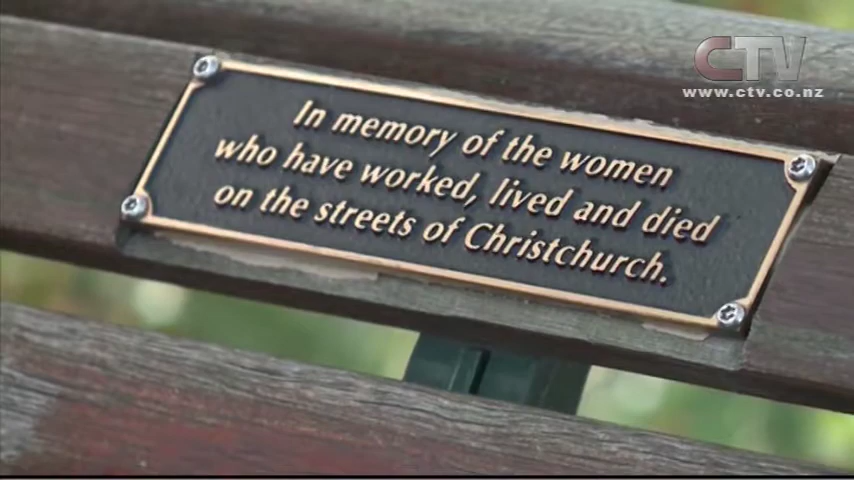 CTV
www.ctv.co.nz
In memory of the women
who have worked, lived and died
on the streets of Christchurch.